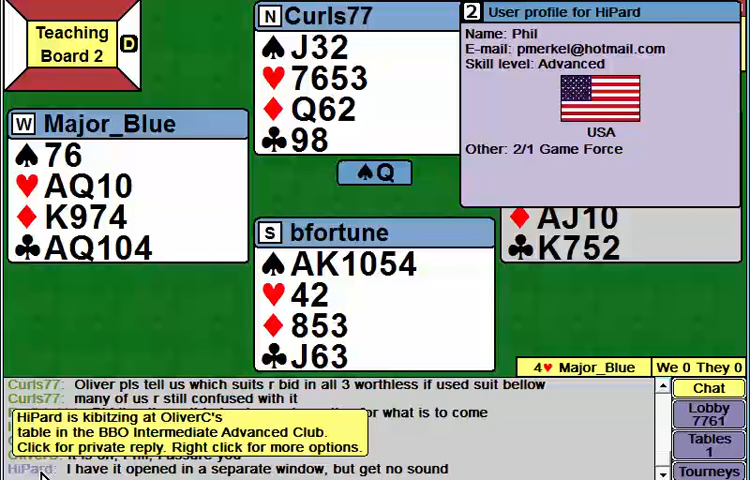 Teaching
Board 2
D
N Curls77
♠J32
♥7653
♦Q62
♣98
2 User profile for HiPard
Name: Phil
E-mail: pmerkel@hotmail.com
Skill level: Advanced
USA
Other: 2/1 Game Force
W Major_Blue
♠76
♥AQ10
♦K974
♣AQ104
♠Q
♦AJ10
♣K752
S bfortune
♠AK1054
♥42
♦853
♣J63
4♥ Major_Blue
We 0 They 0
Curls77: Oliver pls tell us which suits r bid in all 3 worthless if used suit bellow
Curls77: many of us r still confused with it
for what is to come
HiPard is kibitzing at OliverC's
table in the BBO Intermediate Advanced Club.
Click for private reply. Right click for more options.
HiPard: I have it opened in a separate window, but get no sound
Chat
Lobby
7761
Tables
1
Tourneys